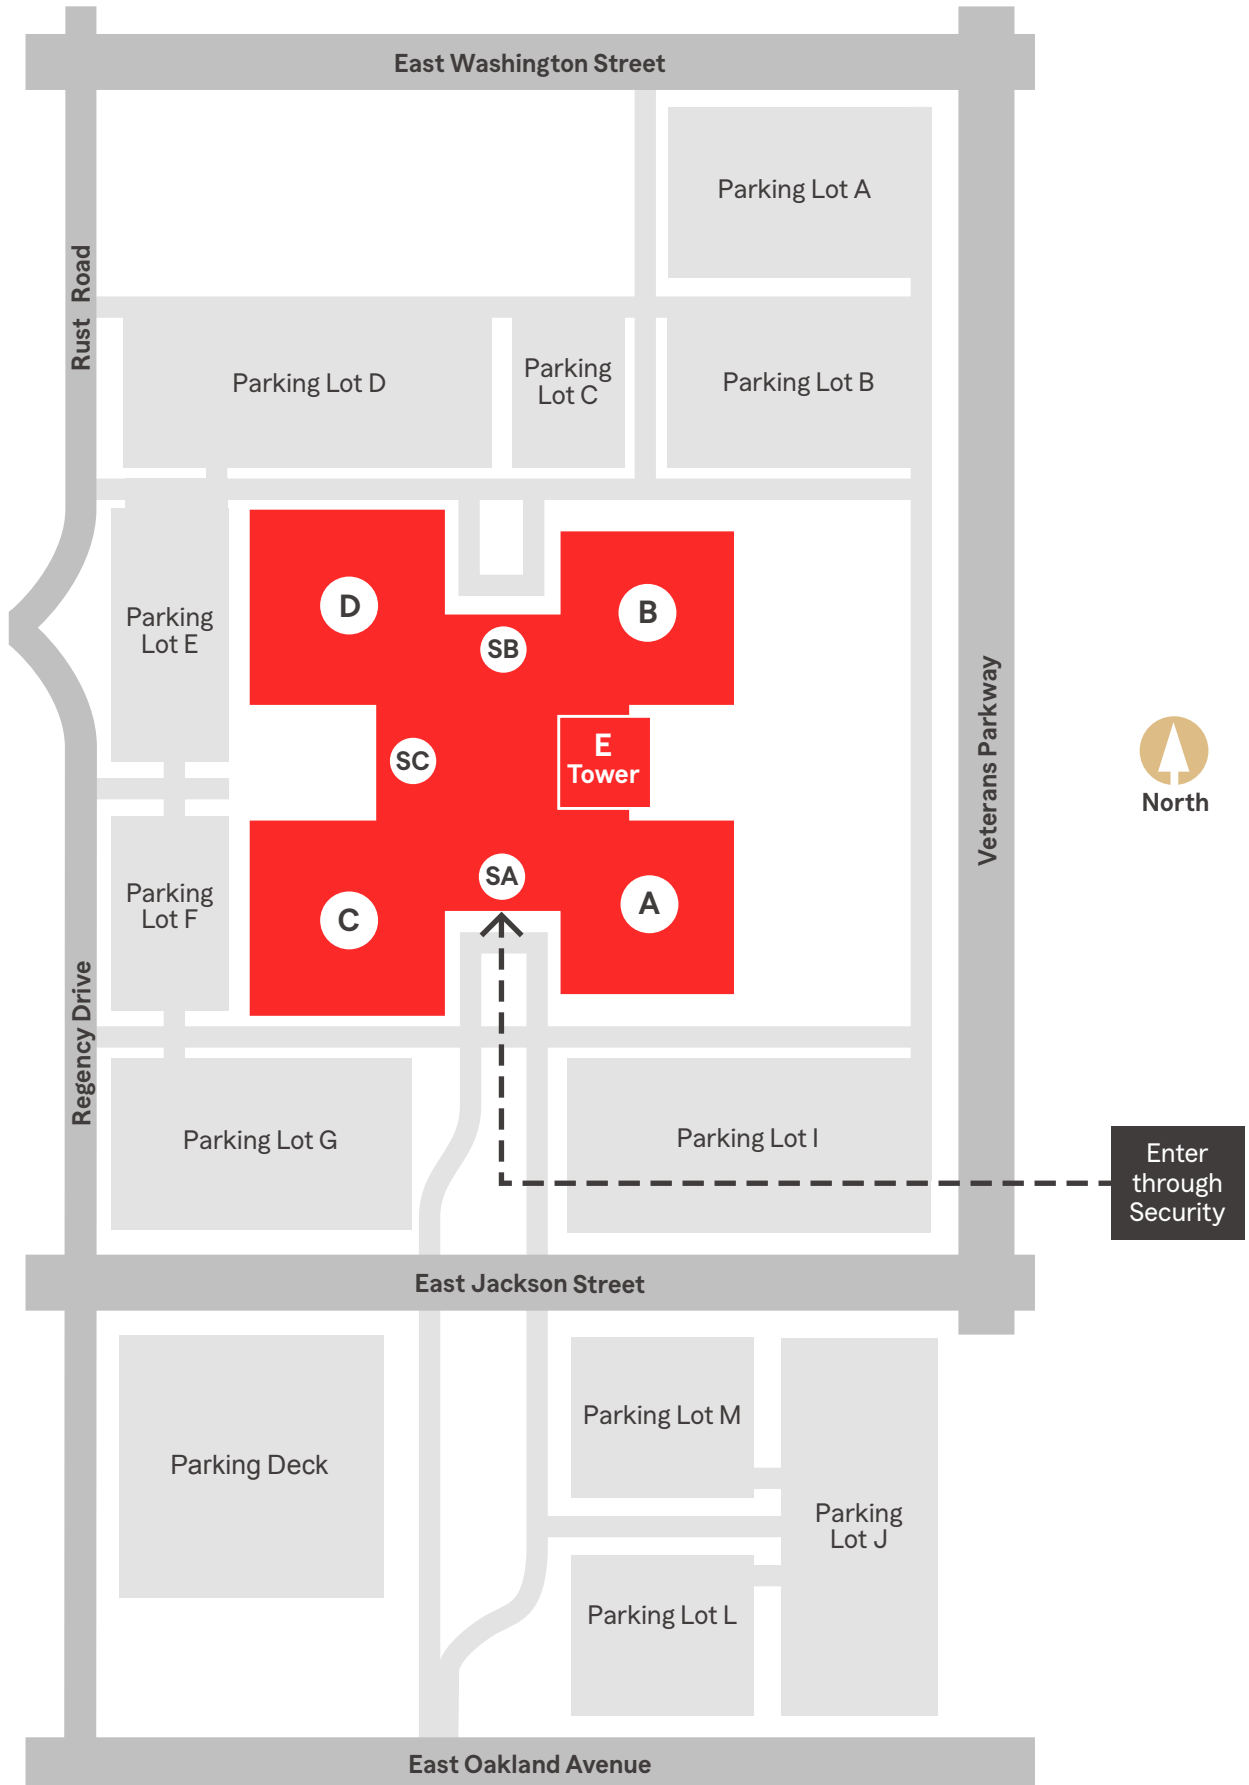 East Washington Street
Parking Lot A
Rust Road
Parking Lot D
Parking
Lot C
Parking Lot B
D
B
Parking
Lot E
SB
SC
E
Tower
Veterans Parkway
North
SA
Parking
Lot F
C
A
Regency Drive
Parking Lot G
Parking Lot I
Enter
through
Security
East Jackson Street
Parking Lot M
Parking Deck
Parking
Lot J
Parking Lot L
East Oakland Avenue